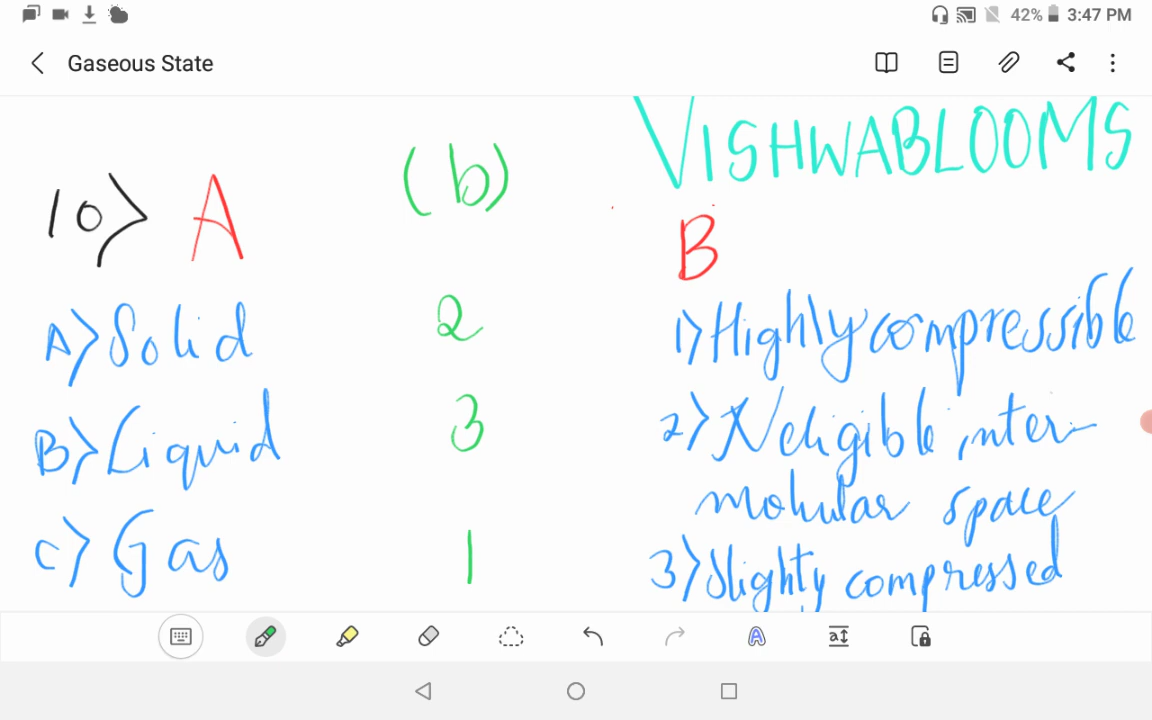 42% 3:47 PM
Gaseous State
VISHWABLOOMS
10> A (b) B
A> Solid 2 1> Highly compressible
B> Liquid 3 2> Neligible inter-
molular space
C> Gas 1 3> Slighty compressed